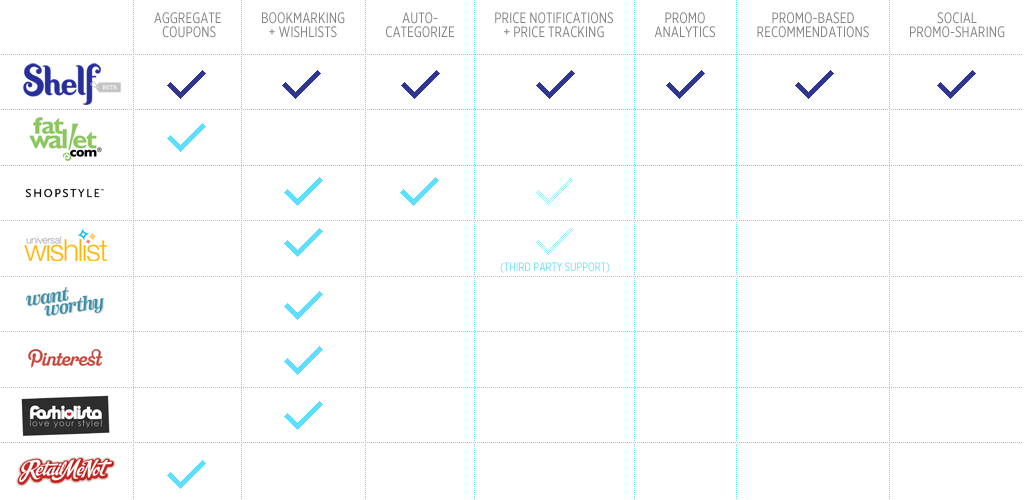 AGGREGATE
COUPONS
BOOKMARKING
+ WISHLISTS
AUTO-
CATEGORIZE
PRICE NOTIFICATIONS
+ PRICE TRACKING
PROMO
ANALYTICS
PROMO-BASED
RECOMMENDATIONS
SOCIAL
PROMO-SHARING
Shelf
BETA
fat
wallet
.com®
SHOPSTYLE™
universal
wishlist
(THIRD PARTY SUPPORT)
want
worthy
Pinterest
Fashiolista
love your style!
RetailMeNot